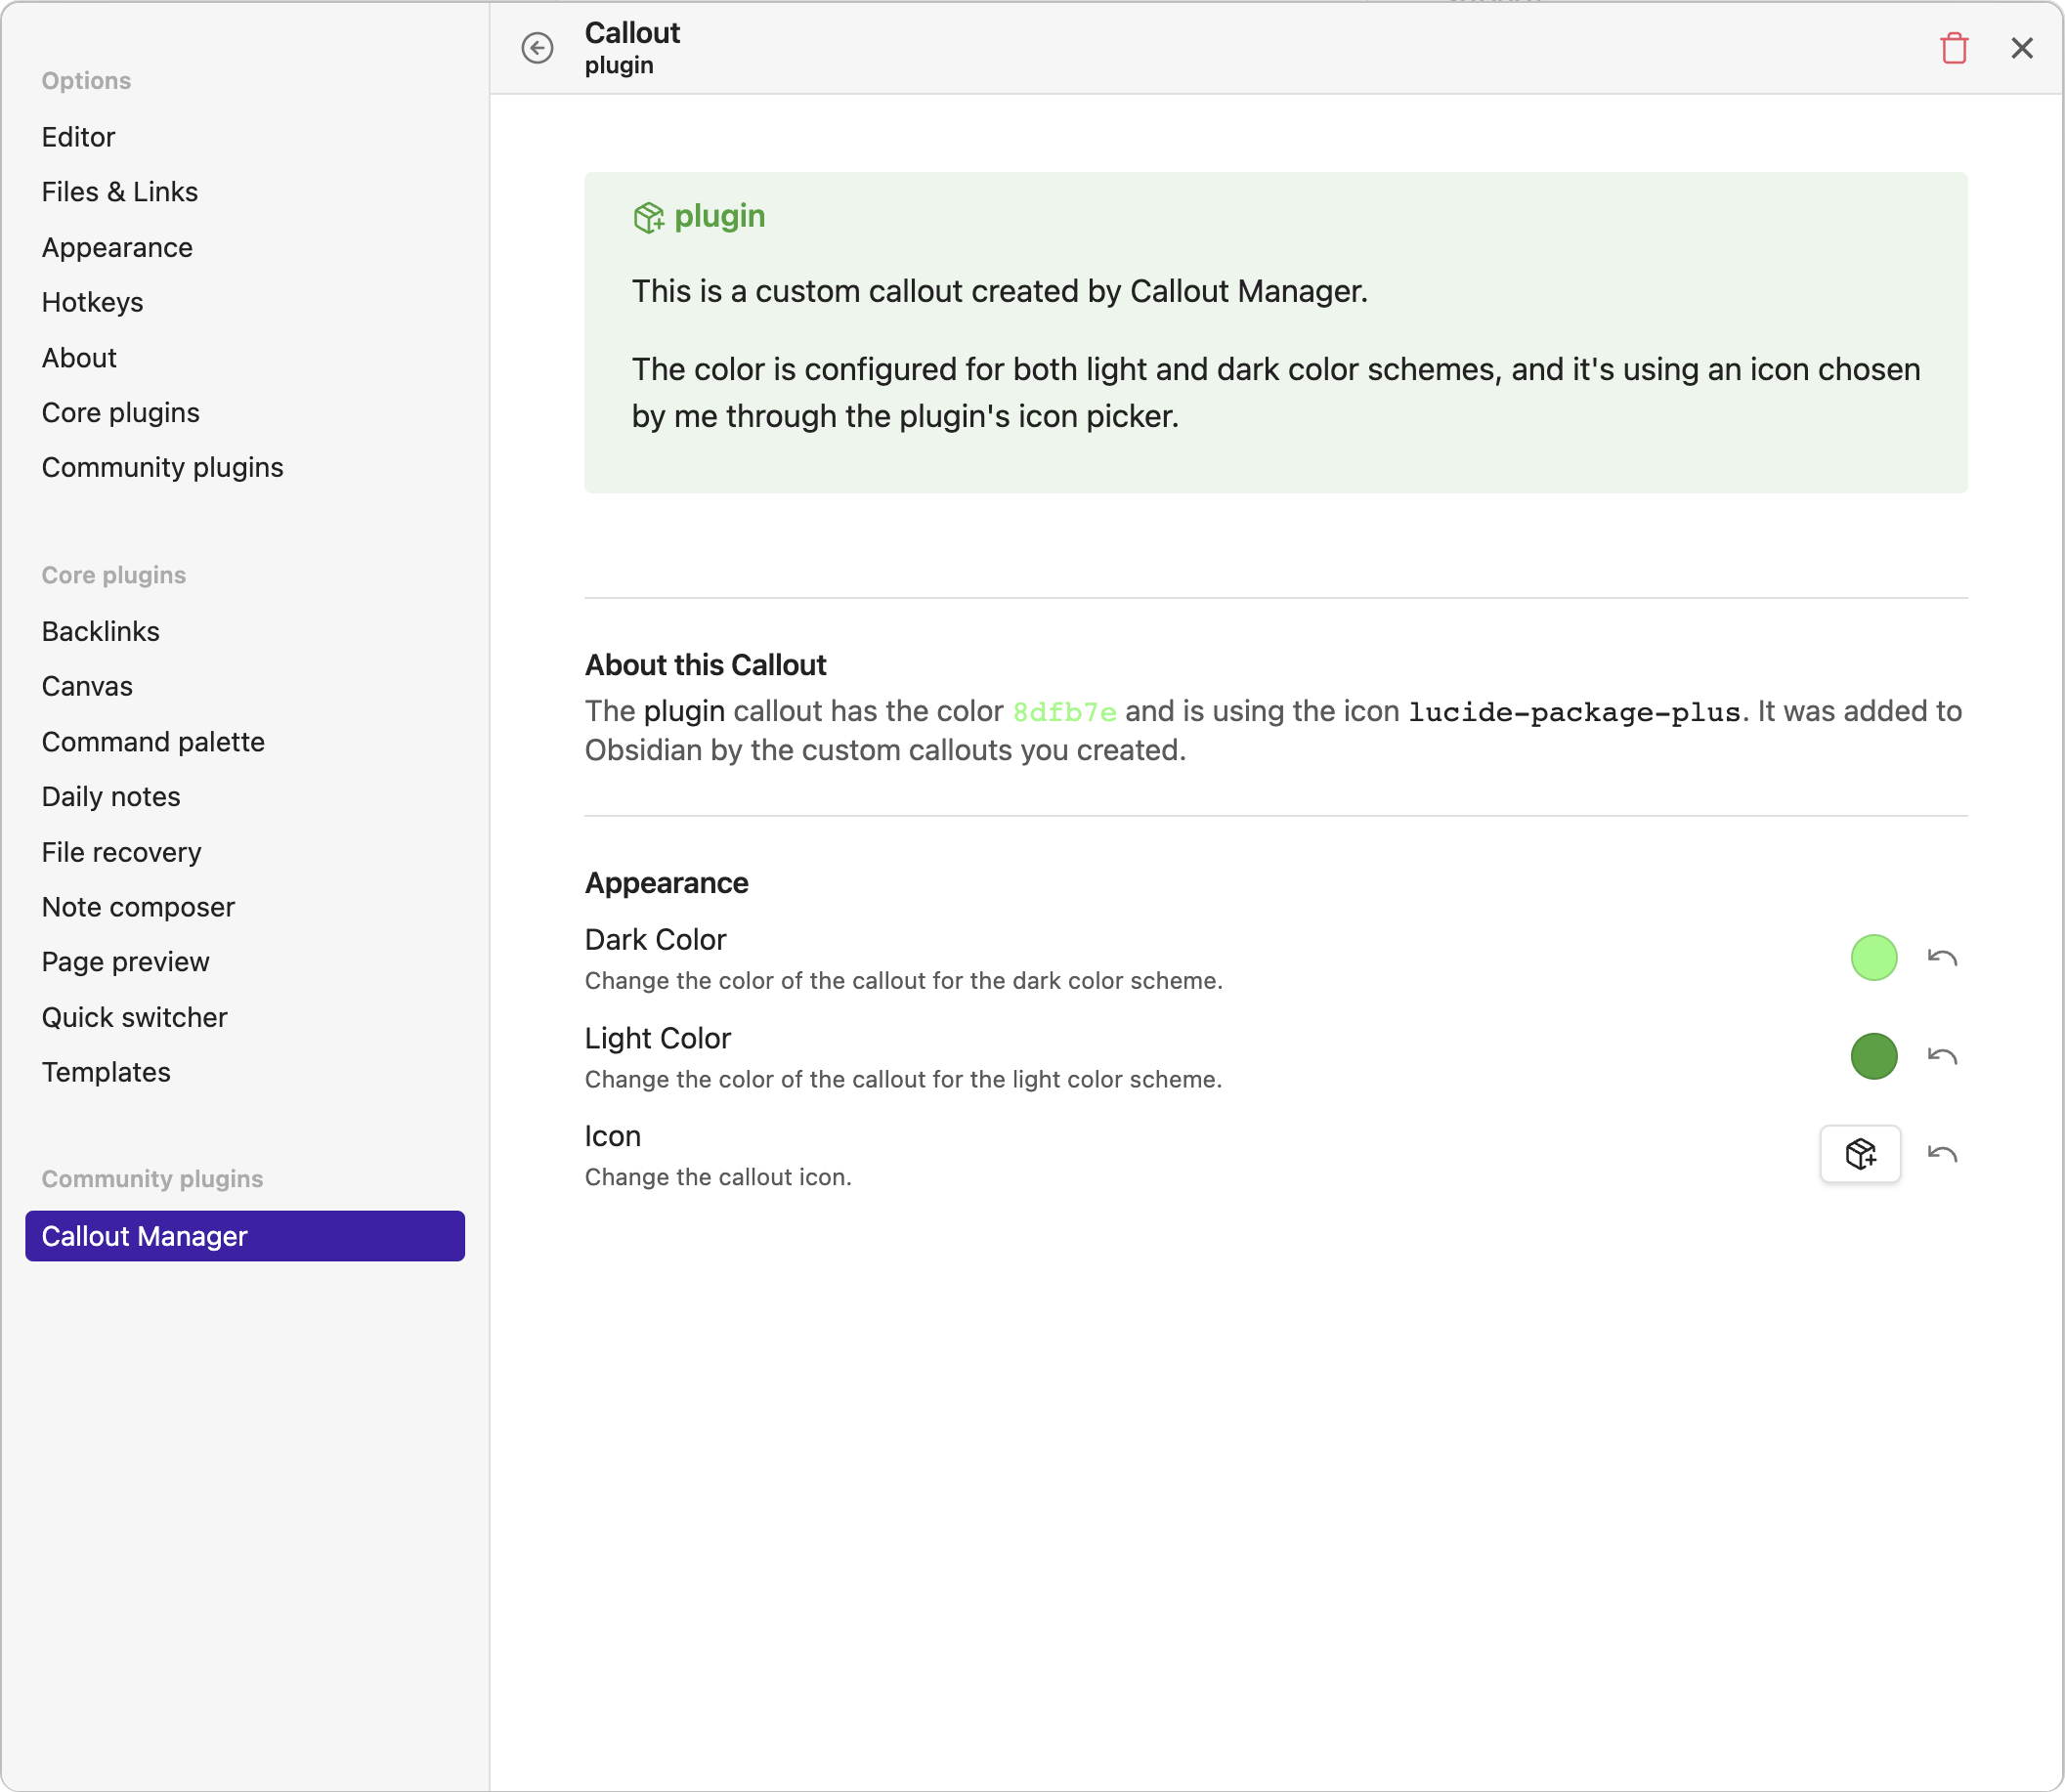 Options
Editor
Files & Links
Appearance
Hotkeys
About
Core plugins
Community plugins
Core plugins
Backlinks
Canvas
Command palette
Daily notes
File recovery
Note composer
Page preview
Quick switcher
Templates
Community plugins
Callout Manager
Callout
plugin
plugin
This is a custom callout created by Callout Manager.
The color is configured for both light and dark color schemes, and it's using an icon chosen
by me through the plugin's icon picker.
About this Callout
The plugin callout has the color 8dfb7e and is using the icon lucide-package-plus. It was added to
Obsidian by the custom callouts you created.
Appearance
Dark Color
Change the color of the callout for the dark color scheme.
Light Color
Change the color of the callout for the light color scheme.
Icon
Change the callout icon.